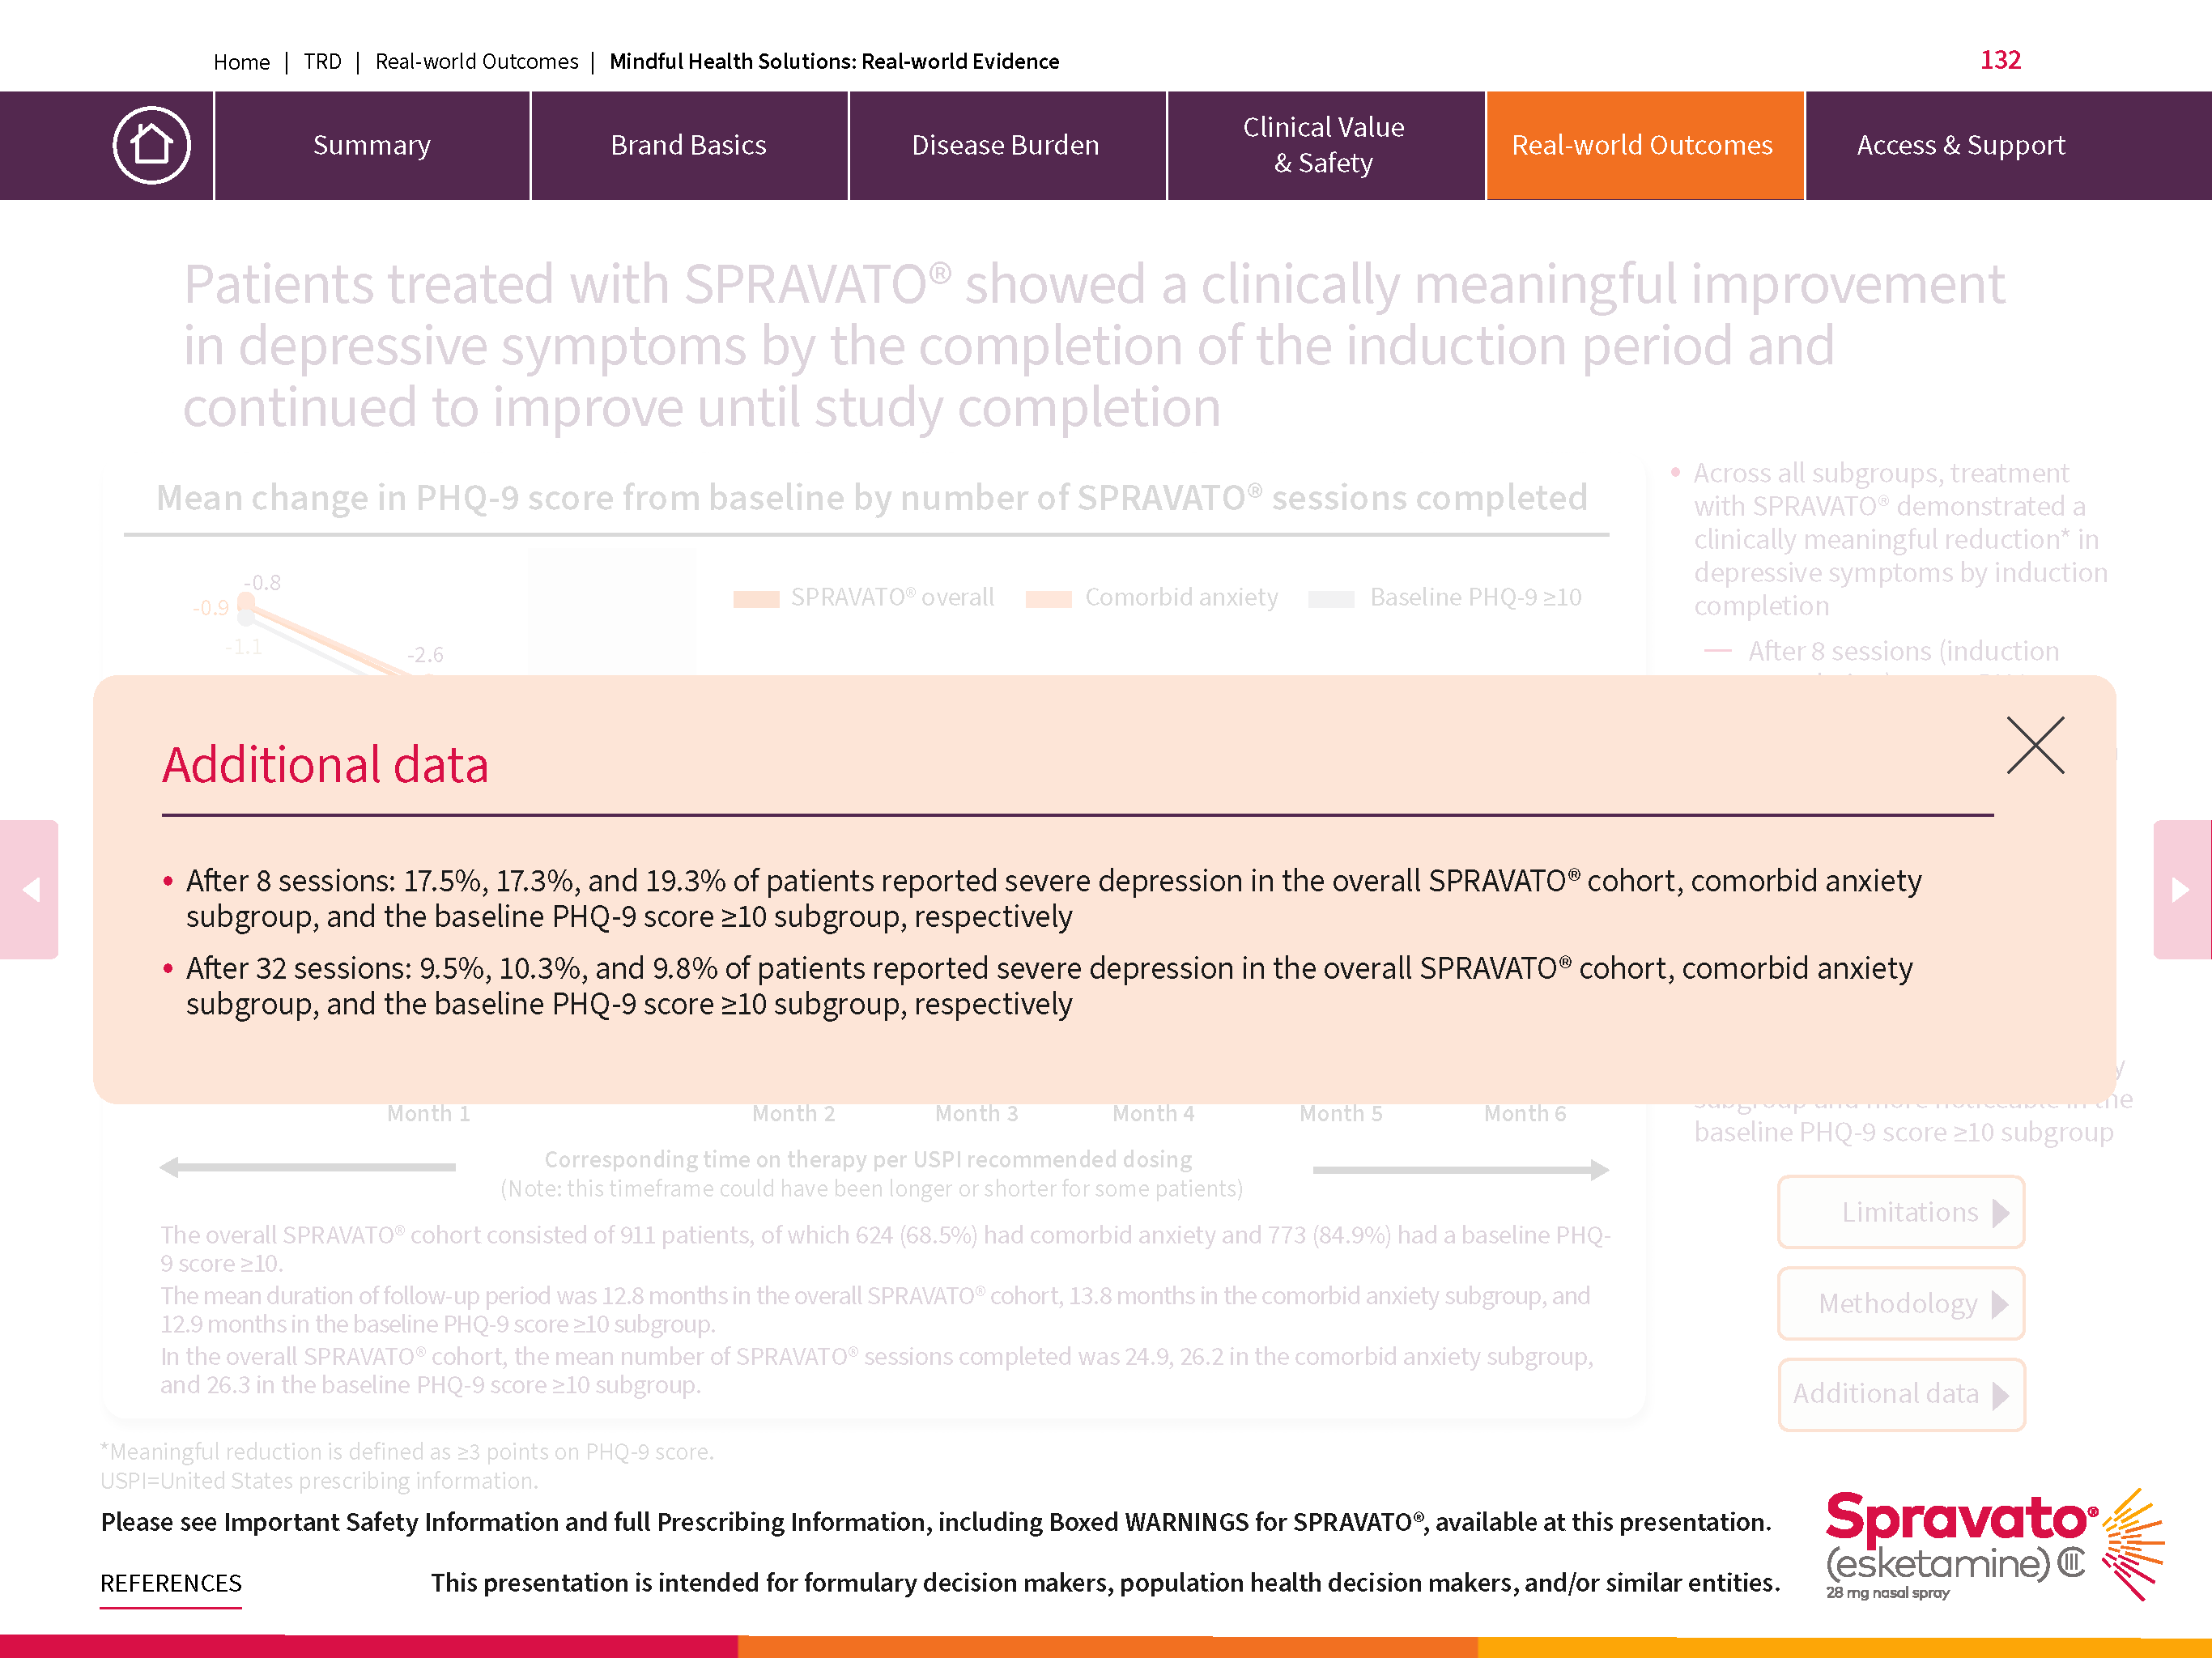 Home | TRD | Real-world Outcomes | Mindful Health Solutions: Real-world Evidence
132
Summary
Brand Basics
Disease Burden
Clinical Value
& Safety
Real-world Outcomes
Access & Support
Patients treated with SPRAVATO® showed a clinically meaningful improvement
in depressive symptoms by the completion of the induction period and
continued to improve until study completion
Mean change in PHQ-9 score from baseline by number of SPRAVATO® sessions completed
-0.8
-0.9
-1.1
-2.6
SPRAVATO® overall
Comorbid anxiety
Baseline PHQ-9 ≥10
• Across all subgroups, treatment
with SPRAVATO® demonstrated a
clinically meaningful reduction* in
depressive symptoms by induction
completion
— After 8 sessions (induction
Additional data
• After 8 sessions: 17.5%, 17.3%, and 19.3% of patients reported severe depression in the overall SPRAVATO® cohort, comorbid anxiety
subgroup, and the baseline PHQ-9 score ≥10 subgroup, respectively
• After 32 sessions: 9.5%, 10.3%, and 9.8% of patients reported severe depression in the overall SPRAVATO® cohort, comorbid anxiety
subgroup, and the baseline PHQ-9 score ≥10 subgroup, respectively
subgroup and more noticeable in the
baseline PHQ-9 score ≥10 subgroup
Month 1
Month 2
Month 3
Month 4
Month 5
Month 6
Corresponding time on therapy per USPI recommended dosing
(Note: this timeframe could have been longer or shorter for some patients)
The overall SPRAVATO® cohort consisted of 911 patients, of which 624 (68.5%) had comorbid anxiety and 773 (84.9%) had a baseline PHQ-
9 score ≥10.
The mean duration of follow-up period was 12.8 months in the overall SPRAVATO® cohort, 13.8 months in the comorbid anxiety subgroup, and
12.9 months in the baseline PHQ-9 score ≥10 subgroup.
In the overall SPRAVATO® cohort, the mean number of SPRAVATO® sessions completed was 24.9, 26.2 in the comorbid anxiety subgroup,
and 26.3 in the baseline PHQ-9 score ≥10 subgroup.
Limitations
Methodology
Additional data
*Meaningful reduction is defined as ≥3 points on PHQ-9 score.
USPI=United States prescribing information.
Please see Important Safety Information and full Prescribing Information, including Boxed WARNINGS for SPRAVATO®, available at this presentation.
REFERENCES
This presentation is intended for formulary decision makers, population health decision makers, and/or similar entities.
Spravato®
(esketamine) CIII
28 mg nasal spray